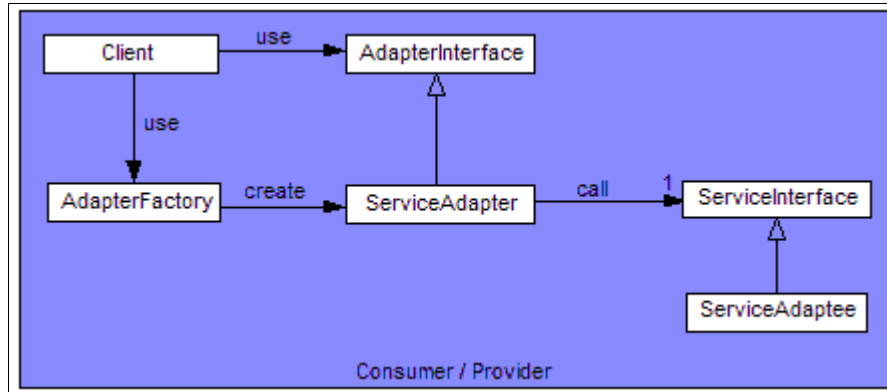 use
Client
AdapterInterface
use
create
call
1
AdapterFactory
ServiceAdapter
ServiceInterface
ServiceAdaptee
Consumer / Provider